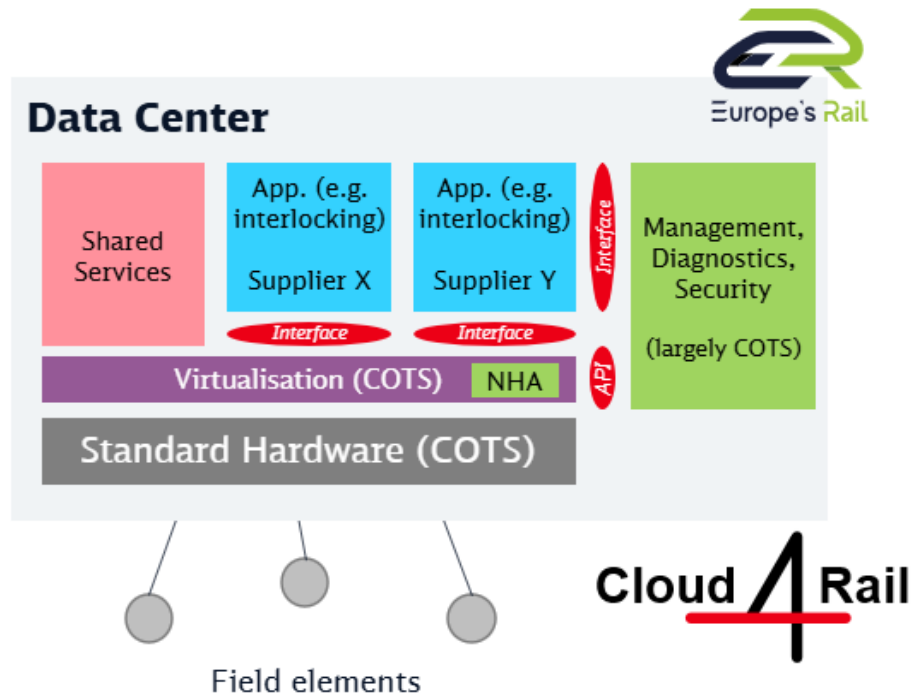 Europe's Rail
Data Center
Shared
Services
App. (e.g.
interlocking)
Supplier X
App. (e.g.
interlocking)
Supplier Y
Interface
Management,
Diagnostics,
Security
(largely COTS)
Interface
Interface
Virtualisation (COTS)
NHA
API
Standard Hardware (COTS)
Cloud 4 Rail
Field elements